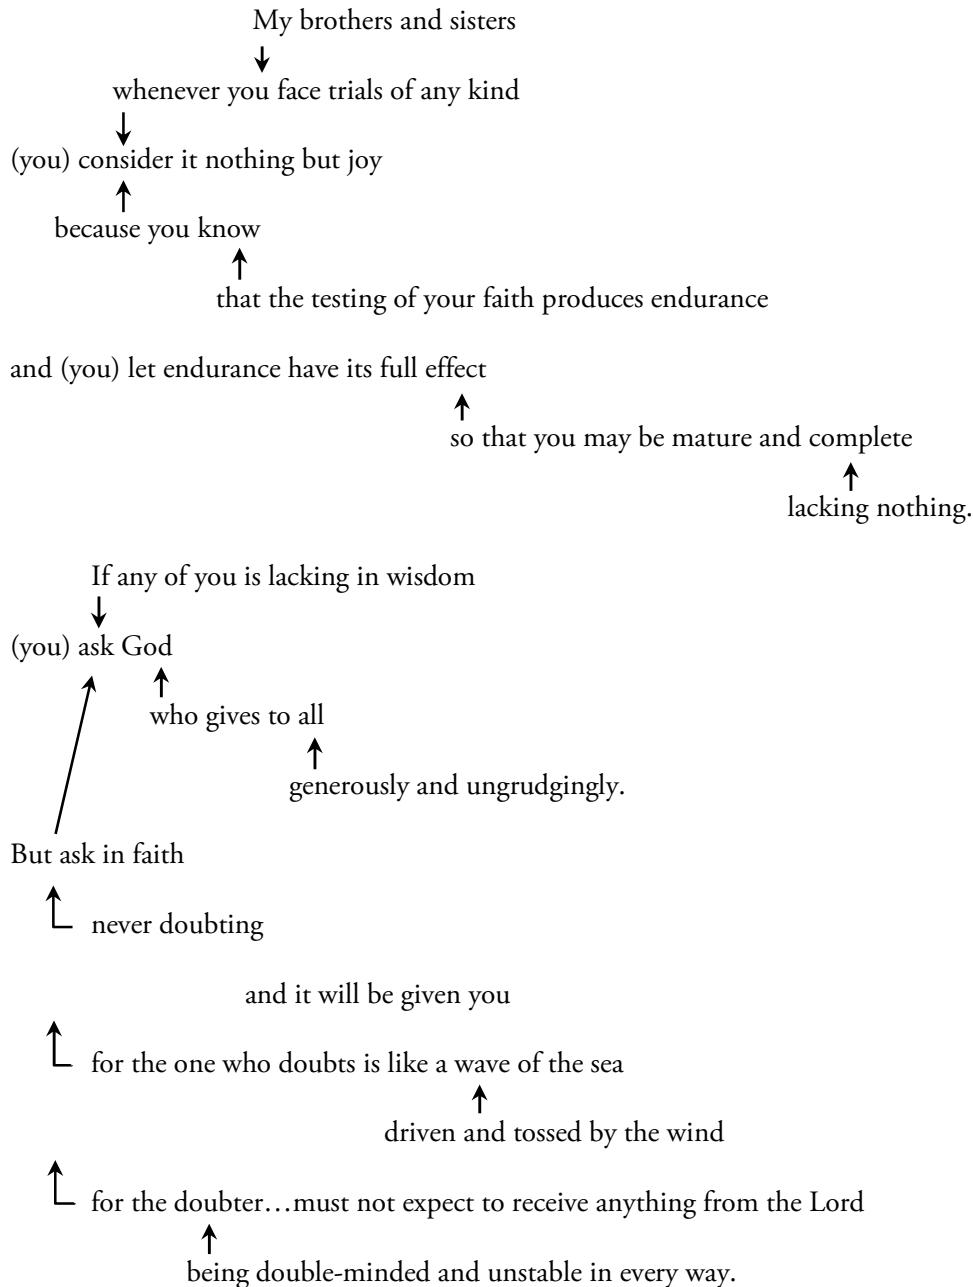 My brothers and sisters
whenever you face trials of any kind
(you) consider it nothing but joy
because you know
that the testing of your faith produces endurance
and (you) let endurance have its full effect
so that you may be mature and complete
lacking nothing.
If any of you is lacking in wisdom
(you) ask God
who gives to all
generously and ungrudgingly.
But ask in faith
never doubting
and it will be given you
for the one who doubts is like a wave of the sea
driven and tossed by the wind
for the doubter…must not expect to receive anything from the Lord
being double-minded and unstable in every way.